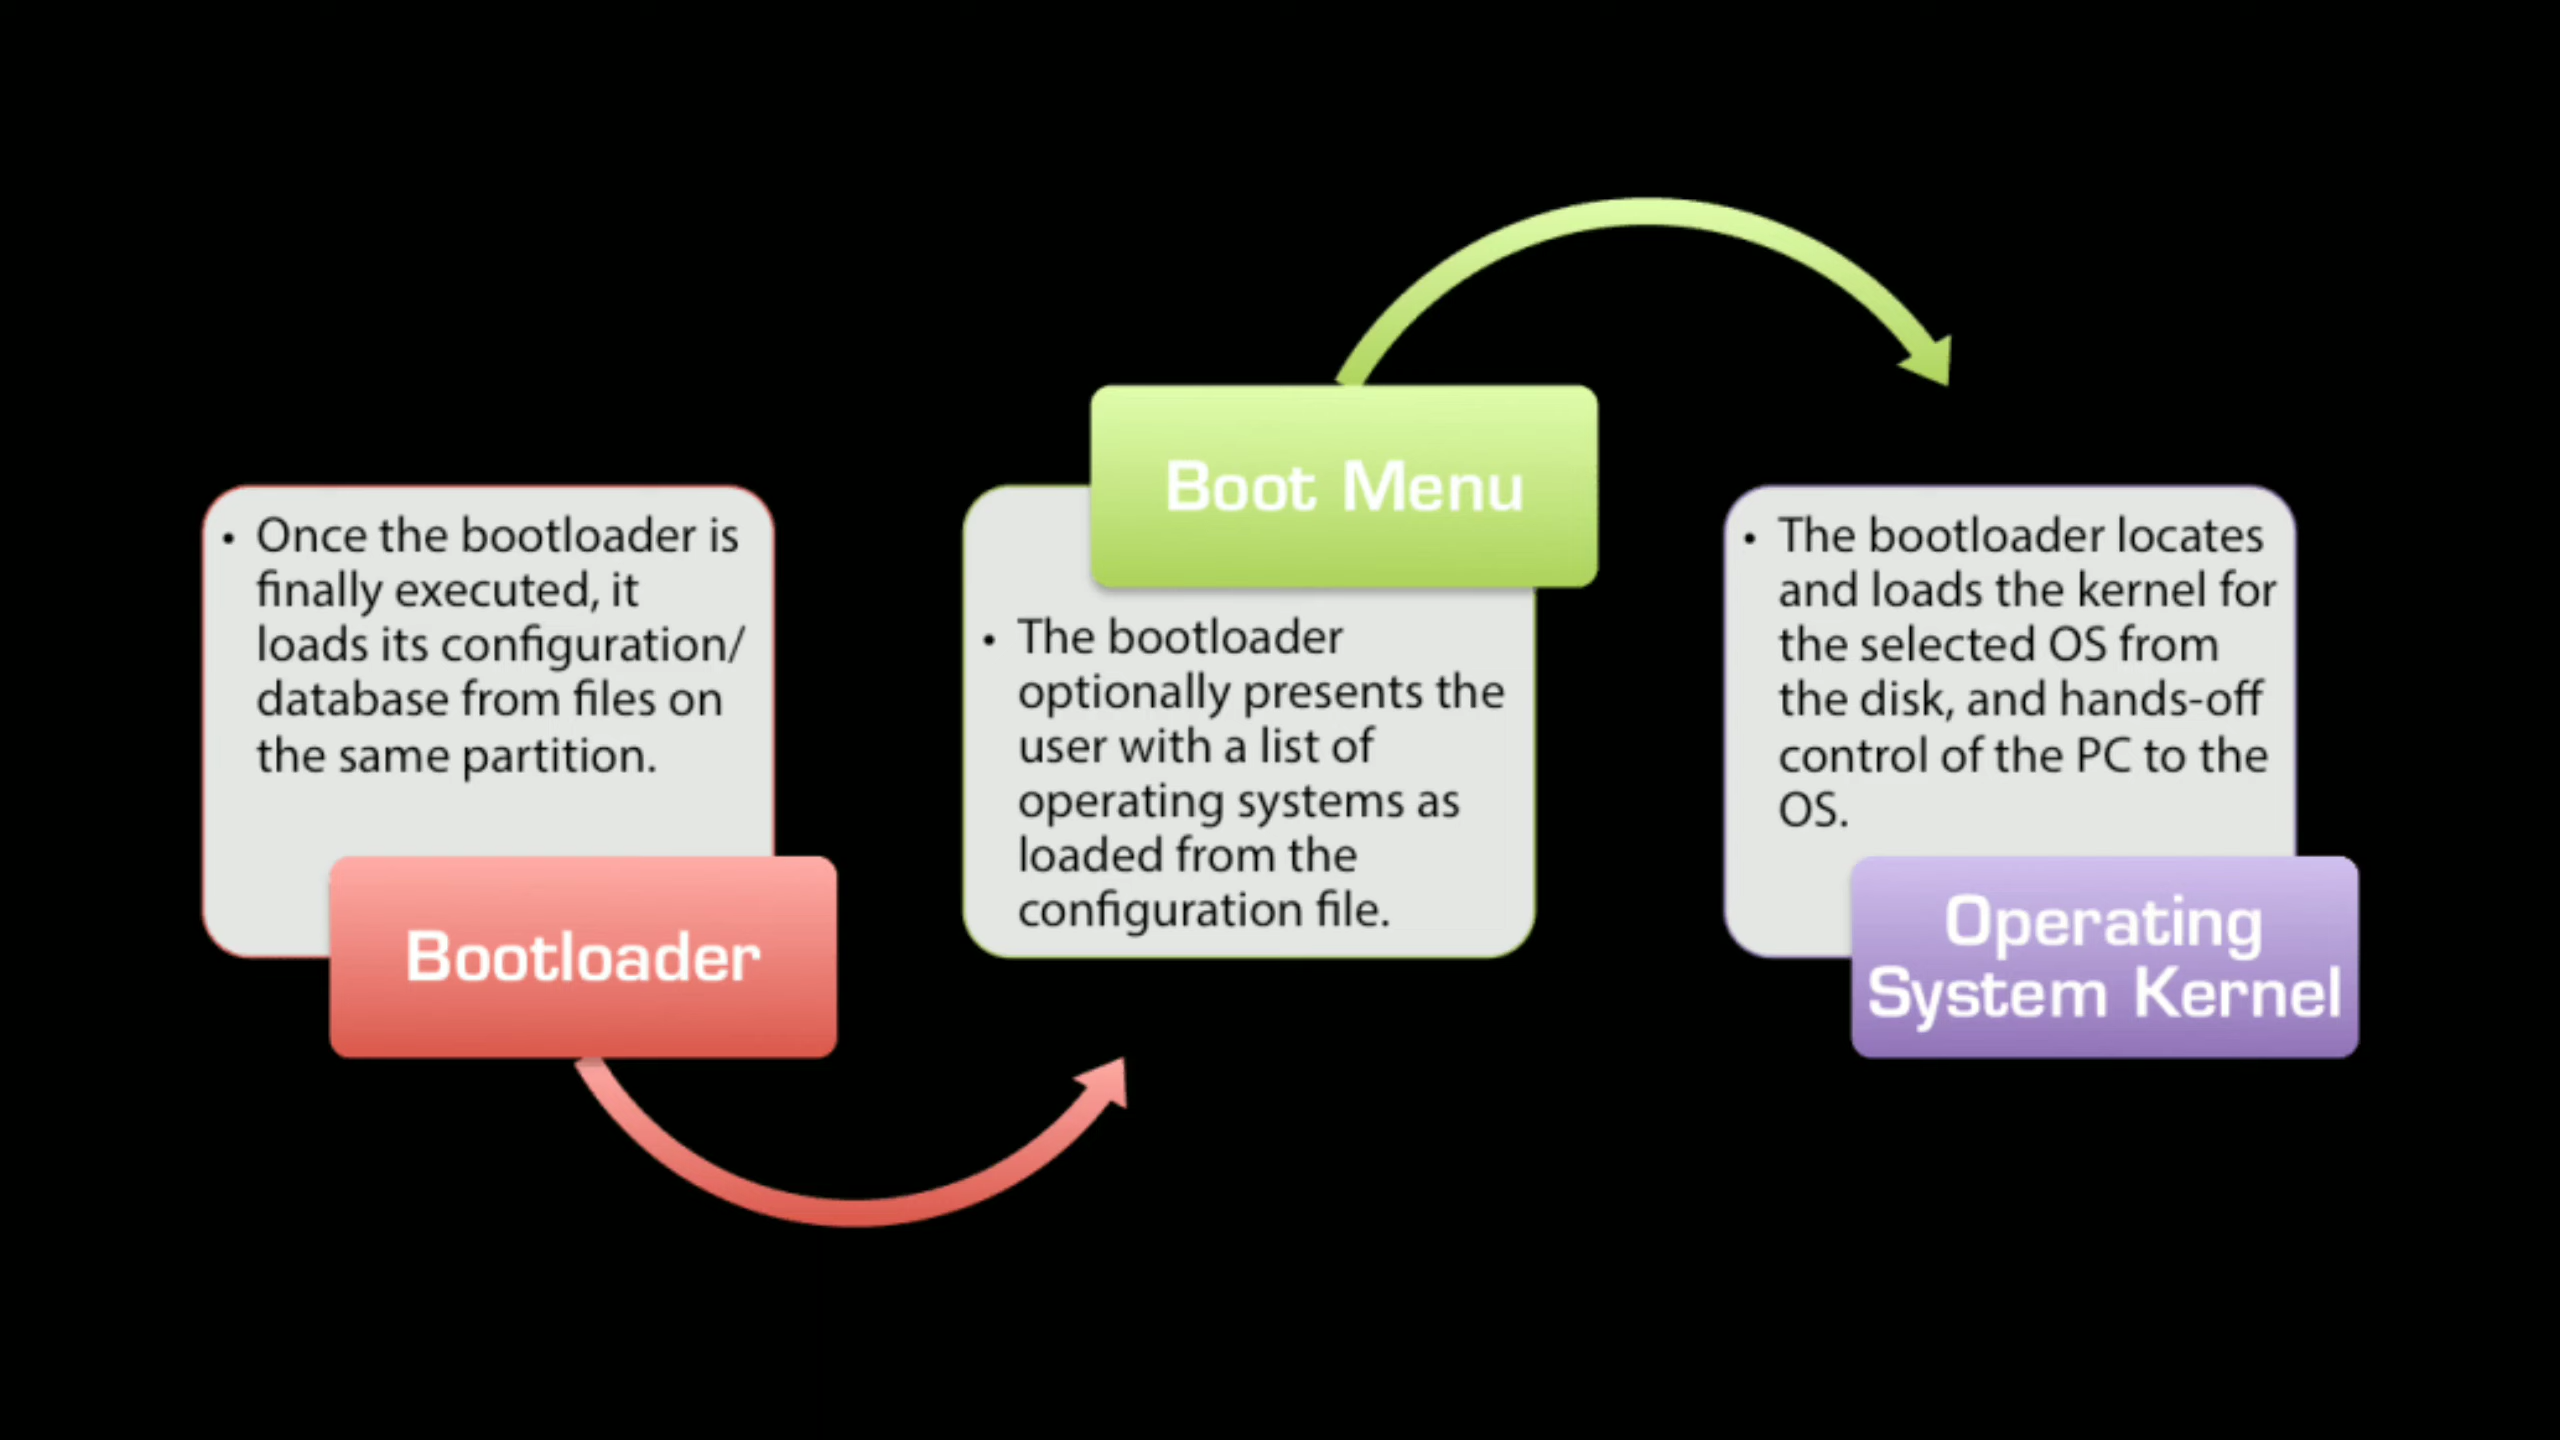 • Once the bootloader is
finally executed, it
loads its configuration/
database from files on
the same partition.
Bootloader
Boot Menu
• The bootloader
optionally presents the
user with a list of
operating systems as
loaded from the
configuration file.
• The bootloader locates
and loads the kernel for
the selected OS from
the disk, and hands-off
control of the PC to the
OS.
Operating
System Kernel